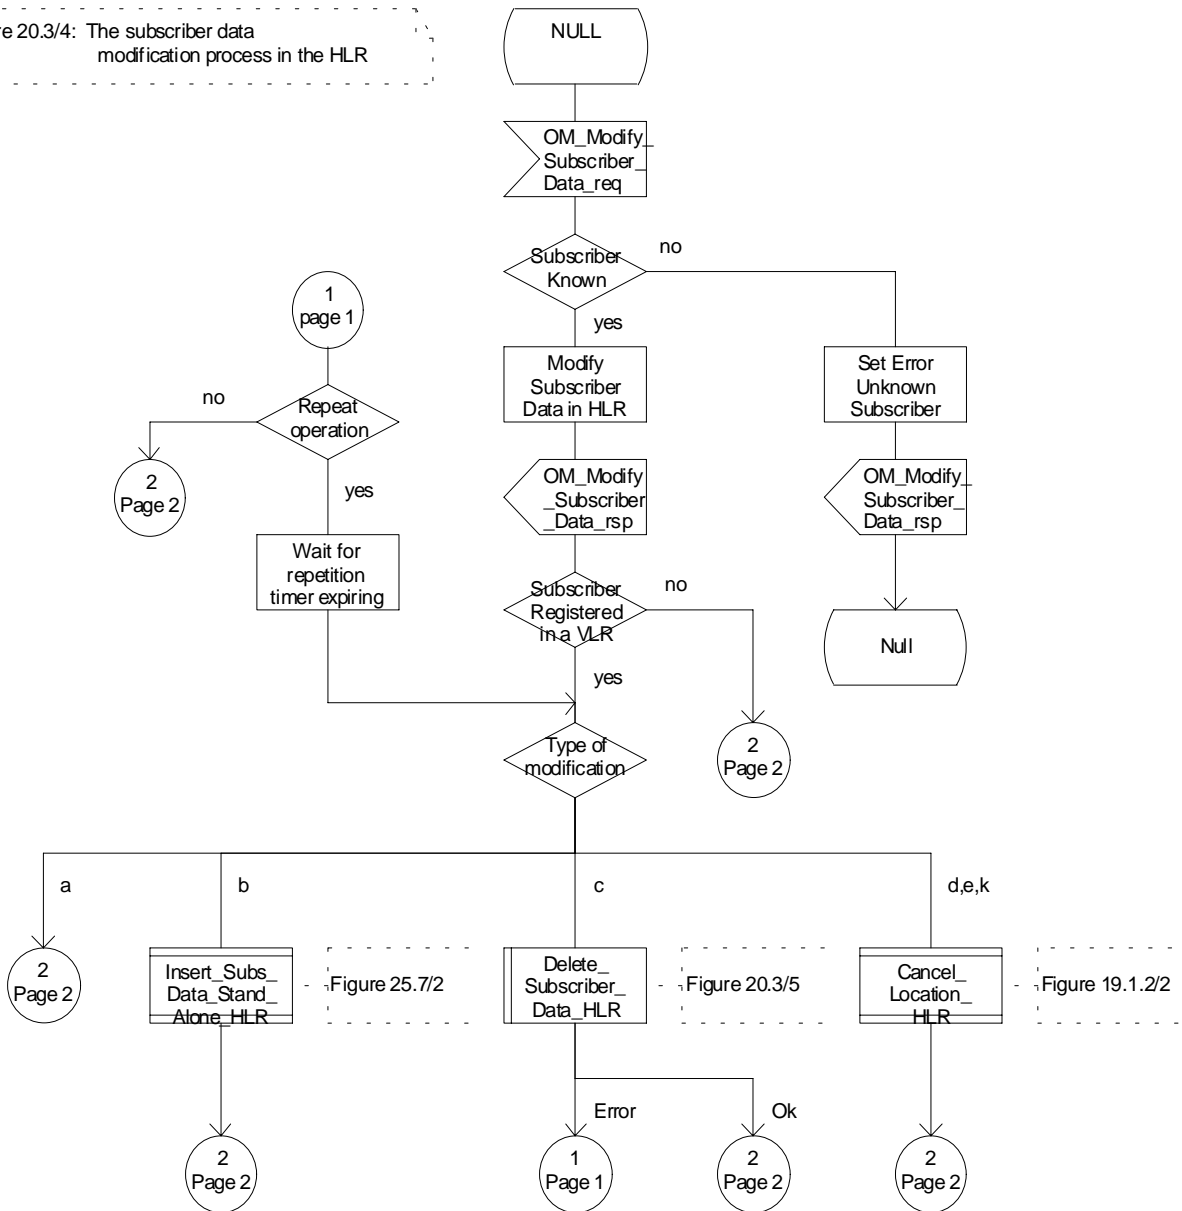 re 20.3/4: The subscriber data
modification process in the HLR
NULL
OM_Modify_
Subscriber_
Data_req
Subscriber
Known
no
yes
1
page 1
Modify
Subscriber
Data in HLR
Set Error
Unknown
Subscriber
no
Repeat
operation
2
Page 2
yes
OM_Modify
_Subscriber
_Data_rsp
OM_Modify_
Subscriber_
Data_rsp
Wait for
repetition
timer expiring
Subscriber
Registered
in a VLR
no
yes
Null
Type of
modification
2
Page 2
a
b
c
d,e,k
2
Page 2
Insert_Subs_
Data_Stand_
Alone_HLR
Figure 25.7/2
Delete_
Subscriber_
Data_HLR
Figure 20.3/5
Cancel_
Location_
HLR
Figure 19.1.2/2
Error
Ok
2
Page 2
1
Page 1
2
Page 2
2
Page 2